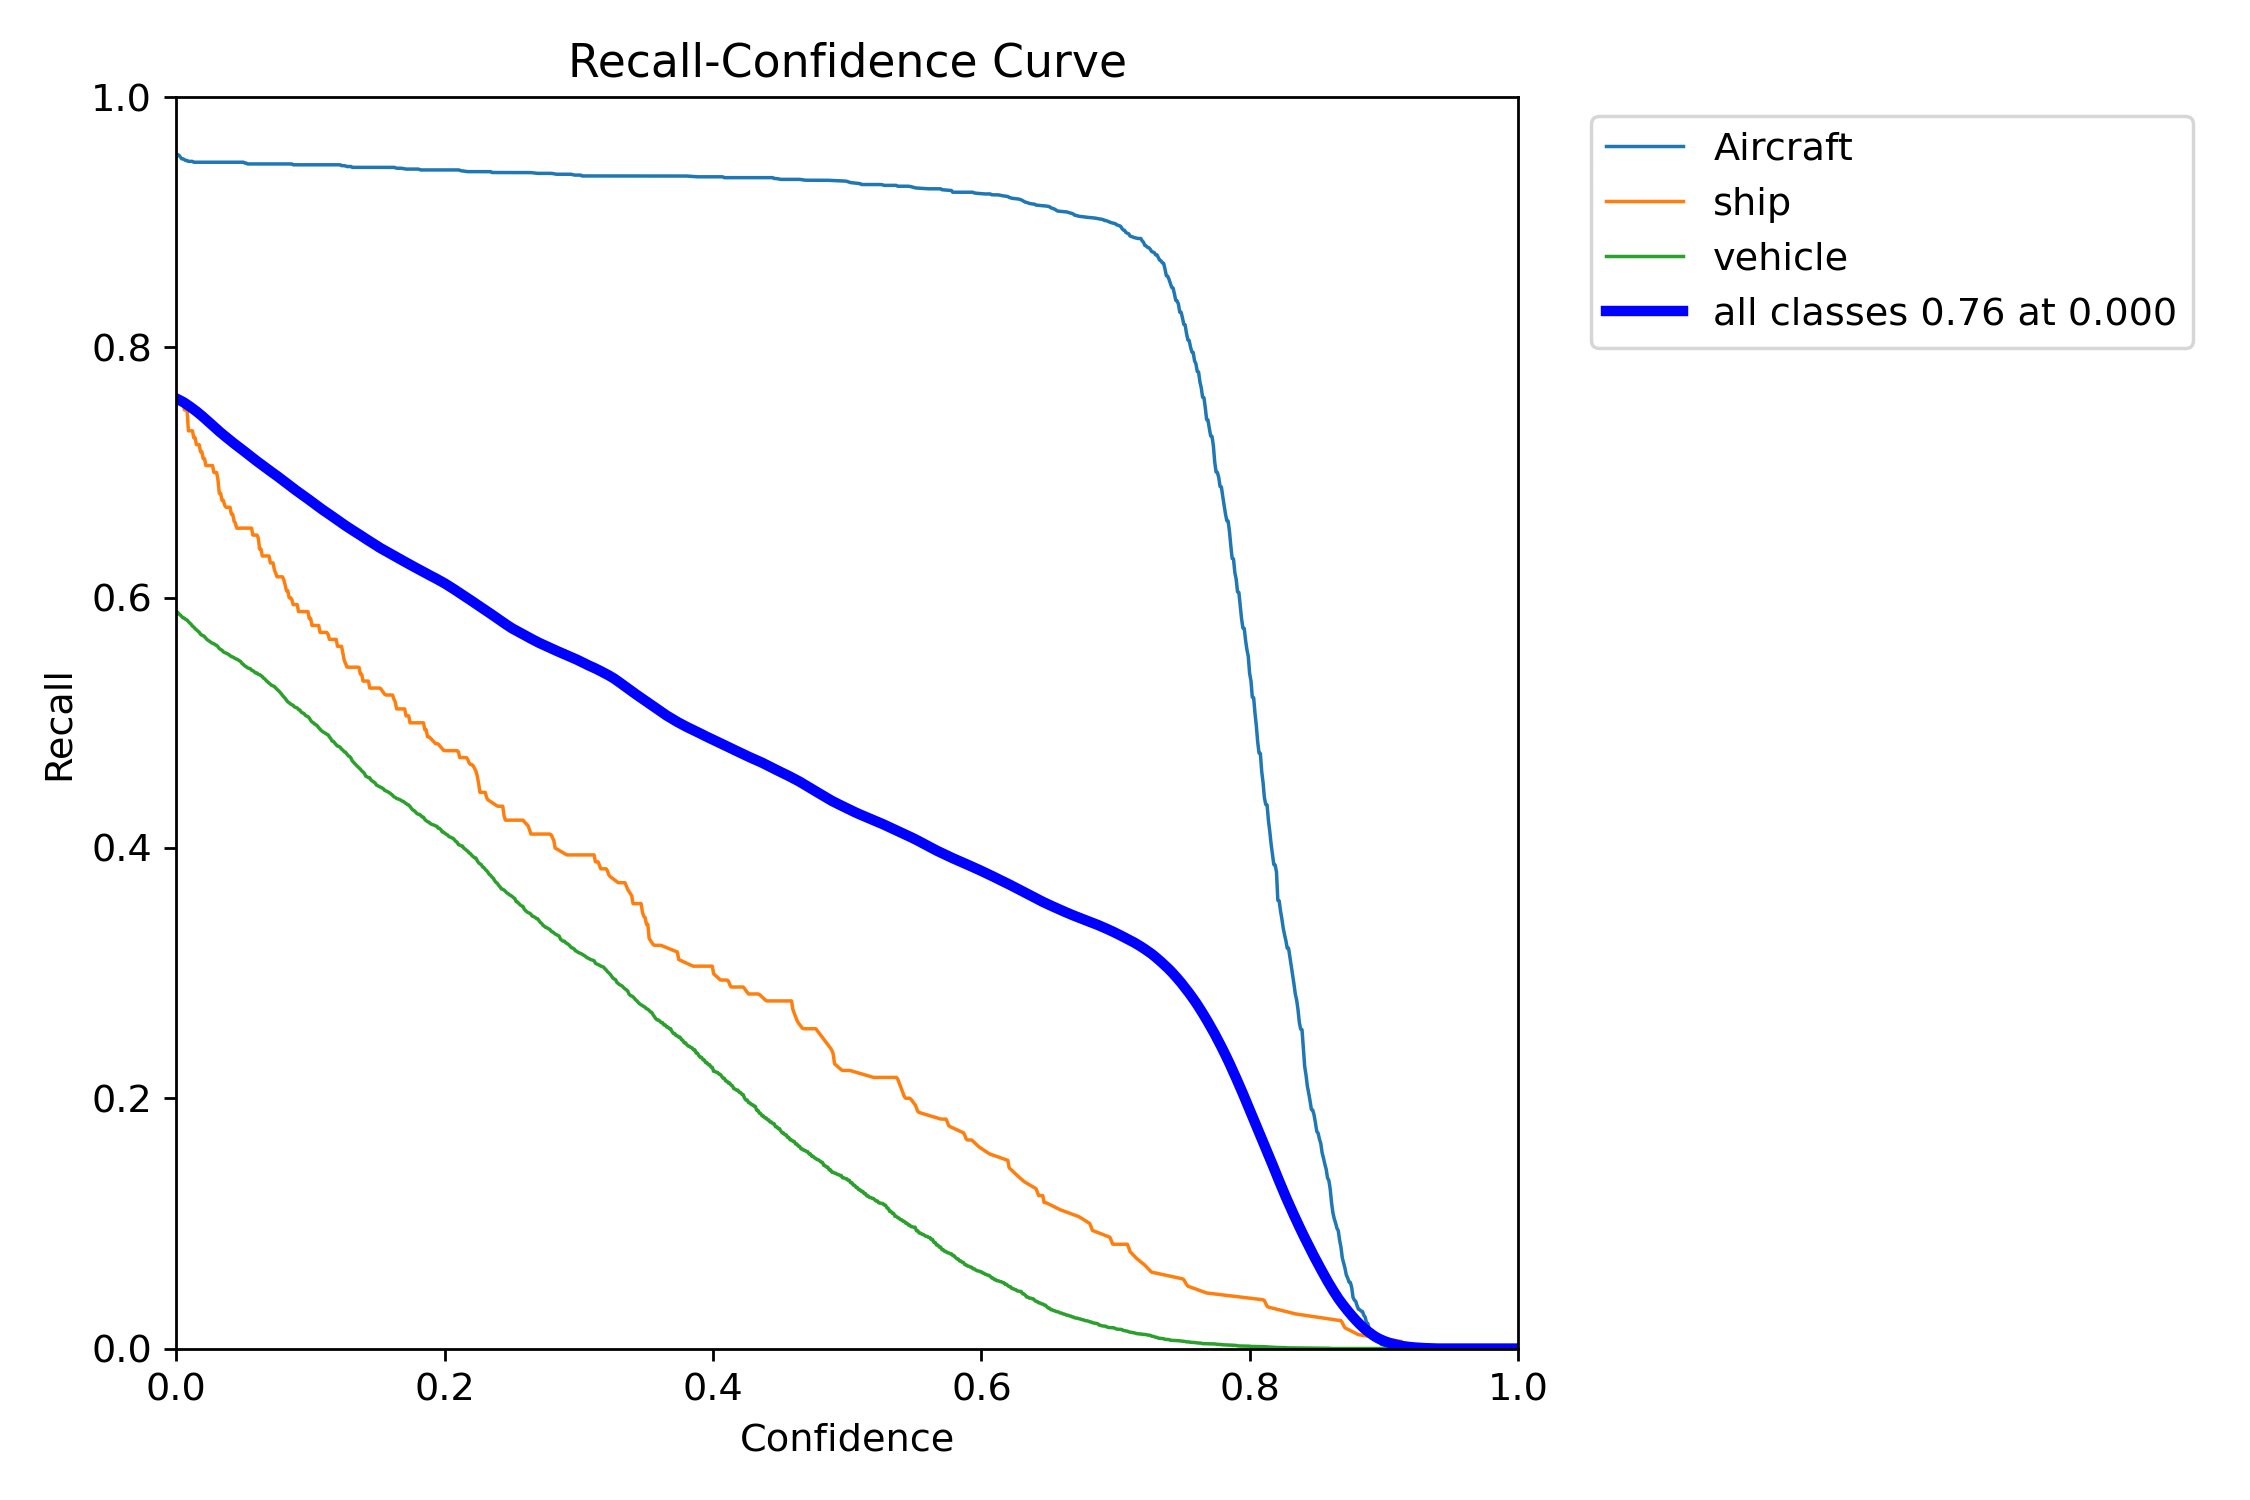 Recall-Confidence Curve
1.0
0.8
0.6
0.4
0.2
0.0
Recall
0.0 0.2 0.4 0.6 0.8 1.0
Confidence
Aircraft
ship
vehicle
all classes 0.76 at 0.000